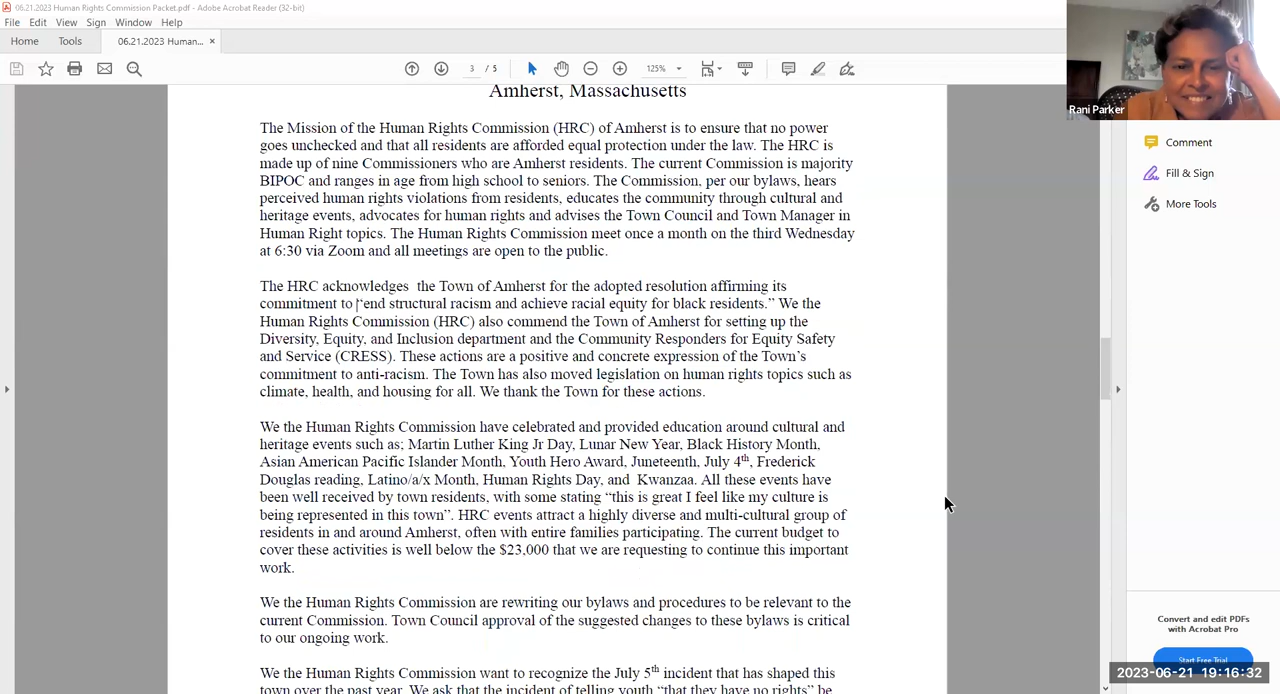 06.21.2023 Human Rights Commission Packet.pdf - Adobe Acrobat Reader (32-bit)
File Edit View Sign Window Help
Home Tools 06.21.2023 Human... ×
3 / 5 125%
Rani Parker
Comment
Fill & Sign
More Tools
Amherst, Massachusetts
The Mission of the Human Rights Commission (HRC) of Amherst is to ensure that no power
goes unchecked and that all residents are afforded equal protection under the law. The HRC is
made up of nine Commissioners who are Amherst residents. The current Commission is majority
BIPOC and ranges in age from high school to seniors. The Commission, per our bylaws, hears
perceived human rights violations from residents, educates the community through cultural and
heritage events, advocates for human rights and advises the Town Council and Town Manager in
Human Right topics. The Human Rights Commission meet once a month on the third Wednesday
at 6:30 via Zoom and all meetings are open to the public.
The HRC acknowledges the Town of Amherst for the adopted resolution affirming its
commitment to “end structural racism and achieve racial equity for black residents.” We the
Human Rights Commission (HRC) also commend the Town of Amherst for setting up the
Diversity, Equity, and Inclusion department and the Community Responders for Equity Safety
and Service (CRESS). These actions are a positive and concrete expression of the Town’s
commitment to anti-racism. The Town has also moved legislation on human rights topics such as
climate, health, and housing for all. We thank the Town for these actions.
We the Human Rights Commission have celebrated and provided education around cultural and
heritage events such as; Martin Luther King Jr Day, Lunar New Year, Black History Month,
Asian American Pacific Islander Month, Youth Hero Award, Juneteenth, July 4th, Frederick
Douglas reading, Latino/a/x Month, Human Rights Day, and Kwanzaa. All these events have
been well received by town residents, with some stating “this is great I feel like my culture is
being represented in this town”. HRC events attract a highly diverse and multi-cultural group of
residents in and around Amherst, often with entire families participating. The current budget to
cover these activities is well below the $23,000 that we are requesting to continue this important
work.
We the Human Rights Commission are rewriting our bylaws and procedures to be relevant to the
current Commission. Town Council approval of the suggested changes to these bylaws is critical
to our ongoing work.
We the Human Rights Commission want to recognize the July 5th incident that has shaped this
town over the past year. We ask that the incident of telling youth “that they have no rights” be
Convert and edit PDFs
with Acrobat Pro
Start Free Trial
2023-06-21 19:16:32